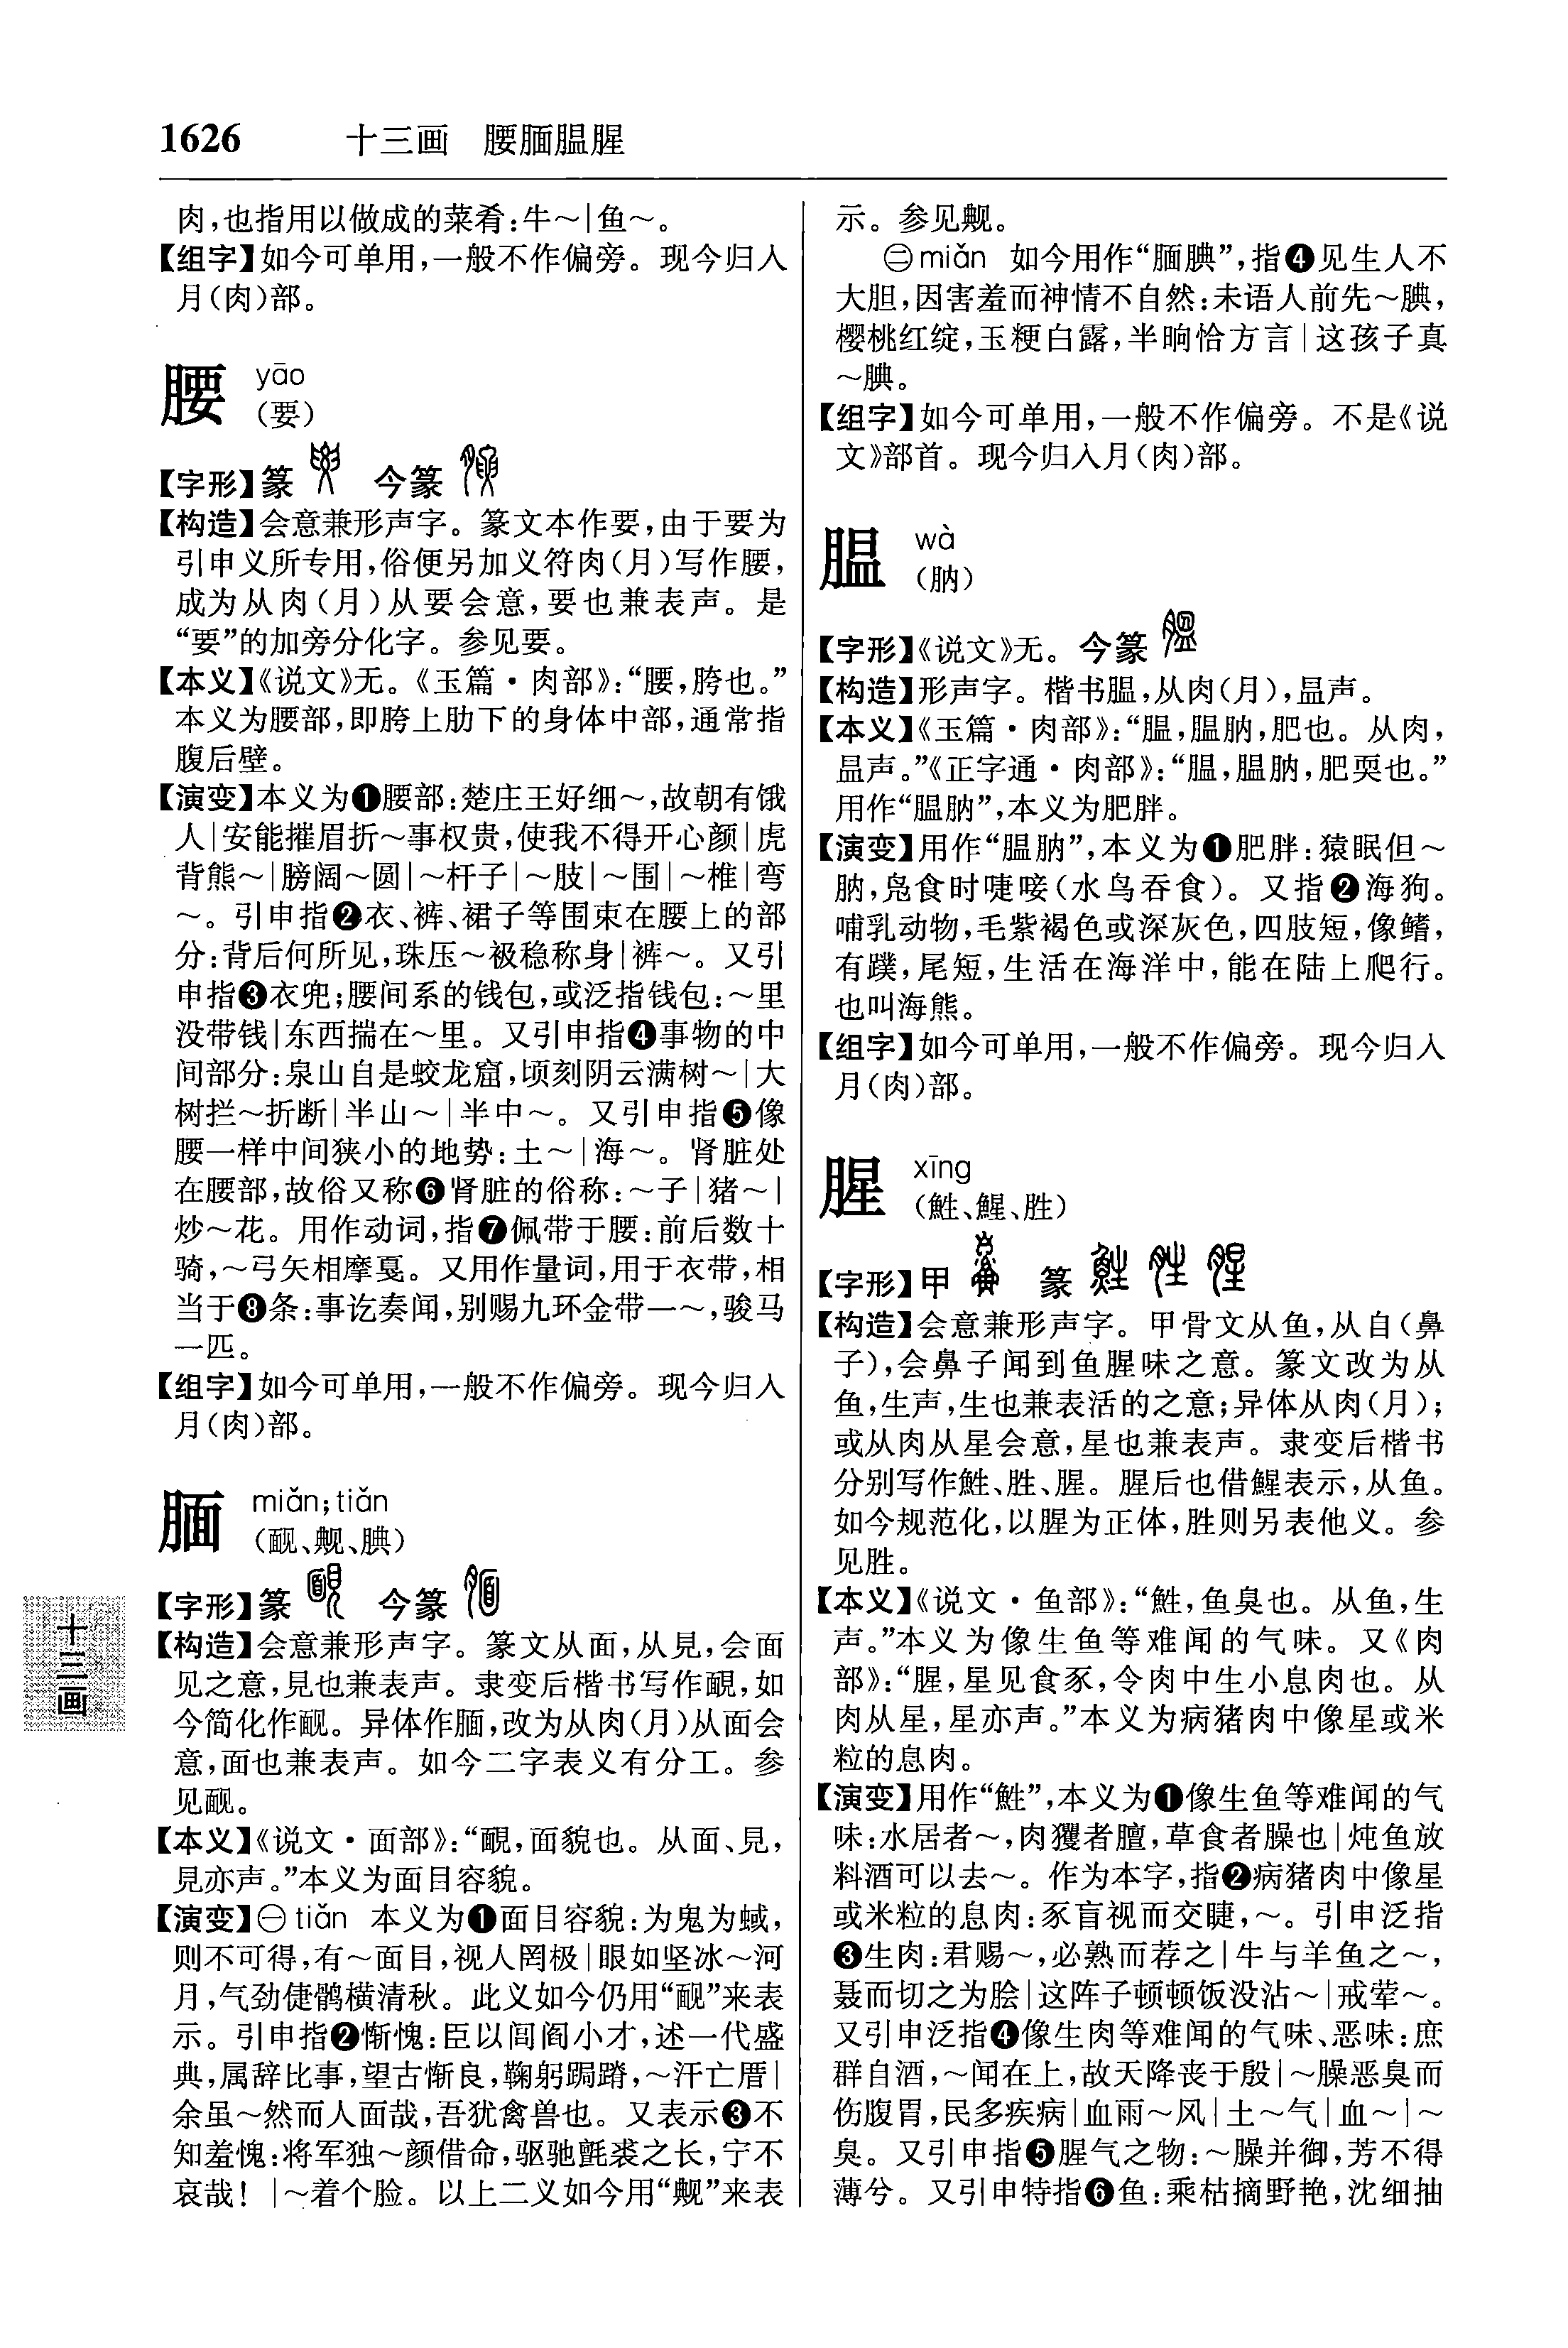 1626 十三画 腰腼腽腥
肉,也指用以做成的菜肴:牛～|鱼～。
【组字】如今可单用,一般不作偏旁。现今归入
月(肉)部。
腰 yāo
(要)
【字形】篆 今篆
【构造】会意兼形声字。篆文本作要,由于要为
引申义所专用,俗便另加义符肉(月)写作腰,
成为从肉(月)从要会意,要也兼表声。是
“要”的加旁分化字。参见要。
【本义】《说文》无。《玉篇·肉部》:“腰,胯也。”
本义为腰部,即胯上肋下的身体中部,通常指
腹后壁。
【演变】本义为❶腰部:楚庄王好细～,故朝有饿
人|安能摧眉折～事权贵,使我不得开心颜|虎
背熊～|膀阔～圆|～杆子|～肢|～围|～椎|弯
～。引申指❷衣、裤、裙子等围束在腰上的部
分:背后何所见,珠压～衱稳称身|裤～。又引
申指❸衣兜;腰间系的钱包,或泛指钱包:～里
没带钱|东西揣在～里。又引申指❹事物的中
间部分:泉山自是蛟龙窟,顷刻阴云满树～|大
树拦～折断|半山～|半中～。又引申指❺像
腰一样中间狭小的地势:土～|海～。肾脏处
在腰部,故俗又称❻肾脏的俗称:～子|猪～|
炒～花。用作动词,指❼佩带于腰:前后数十
骑,～弓矢相摩戛。又用作量词,用于衣带,相
当于❽条:事讫奏闻,别赐九环金带一～,骏马
一匹。
【组字】如今可单用,一般不作偏旁。现今归入
月(肉)部。
腼 miǎn;tiǎn
(靦、觍、腆)
【字形】篆 今篆
【构造】会意兼形声字。篆文从面,从見,会面
见之意,見也兼表声。隶变后楷书写作靦,如
今简化作䩄。异体作腼,改为从肉(月)从面会
意,面也兼表声。如今二字表义有分工。参
见䩄。
【本义】《说文·面部》:“靦,面貌也。从面、見,
見亦声。”本义为面目容貌。
【演变】㊀tiǎn 本义为❶面目容貌:为鬼为蜮,
则不可得,有～面目,视人罔极|眼如坚冰～河
月,气劲倢鹘横清秋。此义如今仍用“䩄”来表
示。引申指❷惭愧:臣以闾阎小才,述一代盛
典,属辞比事,望古惭良,鞠躬跼蹐,～汗亡厝|
余虽～然而人面哉,吾犹禽兽也。又表示❸不
知羞愧:将军独～颜借命,驱驰氈裘之长,宁不
哀哉!|～着个脸。以上二义如今用“觍”来表
示。参见觍。
㊁miǎn 如今用作“腼腆”,指❹见生人不
大胆,因害羞而神情不自然:未语人前先～腆,
樱桃红绽,玉粳白露,半晌恰方言|这孩子真
～腆。
【组字】如今可单用,一般不作偏旁。不是《说
文》部首。现今归入月(肉)部。
腽 wà
(肭)
【字形】《说文》无。今篆
【构造】形声字。楷书腽,从肉(月),昷声。
【本义】《玉篇·肉部》:“腽,腽肭,肥也。从肉,
昷声。”《正字通·肉部》:“腽,腽肭,肥耎也。”
用作“腽肭”,本义为肥胖。
【演变】用作“腽肭”,本义为❶肥胖:猿眠但～
肭,凫食时啑唼(水鸟吞食)。又指❷海狗。
哺乳动物,毛紫褐色或深灰色,四肢短,像鳍,
有蹼,尾短,生活在海洋中,能在陆上爬行。
也叫海熊。
【组字】如今可单用,一般不作偏旁。现今归入
月(肉)部。
腥 xīng
(鮏、鯹、胜)
【字形】甲 篆
【构造】会意兼形声字。甲骨文从鱼,从自(鼻
子),会鼻子闻到鱼腥味之意。篆文改为从
鱼,生声,生也兼表活的之意;异体从肉(月);
或从肉从星会意,星也兼表声。隶变后楷书
分别写作鮏、胜、腥。腥后也借鯹表示,从鱼。
如今规范化,以腥为正体,胜则另表他义。参
见胜。
【本义】《说文·鱼部》:“鮏,鱼臭也。从鱼,生
声。”本义为像生鱼等难闻的气味。又《肉
部》:“腥,星见食豕,令肉中生小息肉也。从
肉从星,星亦声。”本义为病猪肉中像星或米
粒的息肉。
【演变】用作“鮏”,本义为❶像生鱼等难闻的气
味:水居者～,肉玃者膻,草食者臊也|炖鱼放
料酒可以去～。作为本字,指❷病猪肉中像星
或米粒的息肉:豕盲视而交睫,～。引申泛指
❸生肉:君赐～,必熟而荐之|牛与羊鱼之～,
聂而切之为脍|这阵子顿顿饭没沾～|戒荤～。
又引申泛指❹像生肉等难闻的气味、恶味:庶
群自酒,～闻在上,故天降丧于殷|～臊恶臭而
伤腹胃,民多疾病|血雨～风|土～气|血～|～
臭。又引申指❺腥气之物:～臊并御,芳不得
薄兮。又引申特指❻鱼:乘枯摘野艳,沈细抽
十三画